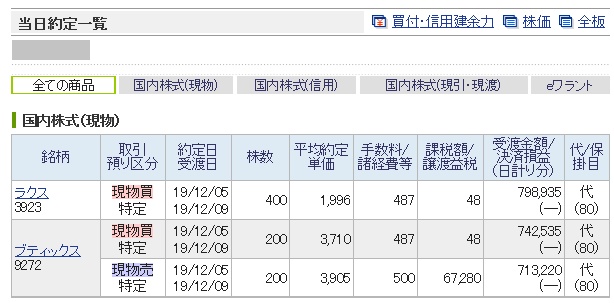 当日約定一覧
買付・信用建余力 株価 全板
全ての商品 国内株式(現物) 国内株式(信用) 国内株式(現引・現渡) eワラント
国内株式(現物)
銘柄 取引 預り区分 約定日 受渡日 株数 平均約定 単価 手数料/ 諸経費等 課税額/ 譲渡益税 受渡金額/ 決済損益 (日計り分) 代/保 掛目
ラクス 現物買 19/12/05 400 1,996 487 48 798,935 代
3923 特定 19/12/09 (―) (80)
ブティックス 現物買 19/12/05 200 3,710 487 48 742,535 代
9272 特定 19/12/09 (―) (80)
現物売 19/12/05 200 3,905 500 67,280 713,220 代
特定 19/12/09 (―) (80)